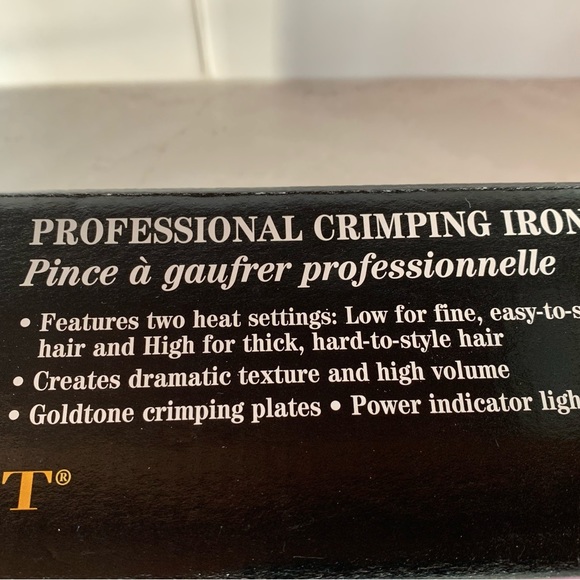 PROFESSIONAL CRIMPING IRON
Pince à gaufrer professionnelle
• Features two heat settings: Low for fine, easy-to-s
hair and High for thick, hard-to-style hair
• Creates dramatic texture and high volume
• Goldtone crimping plates • Power indicator ligh
T®